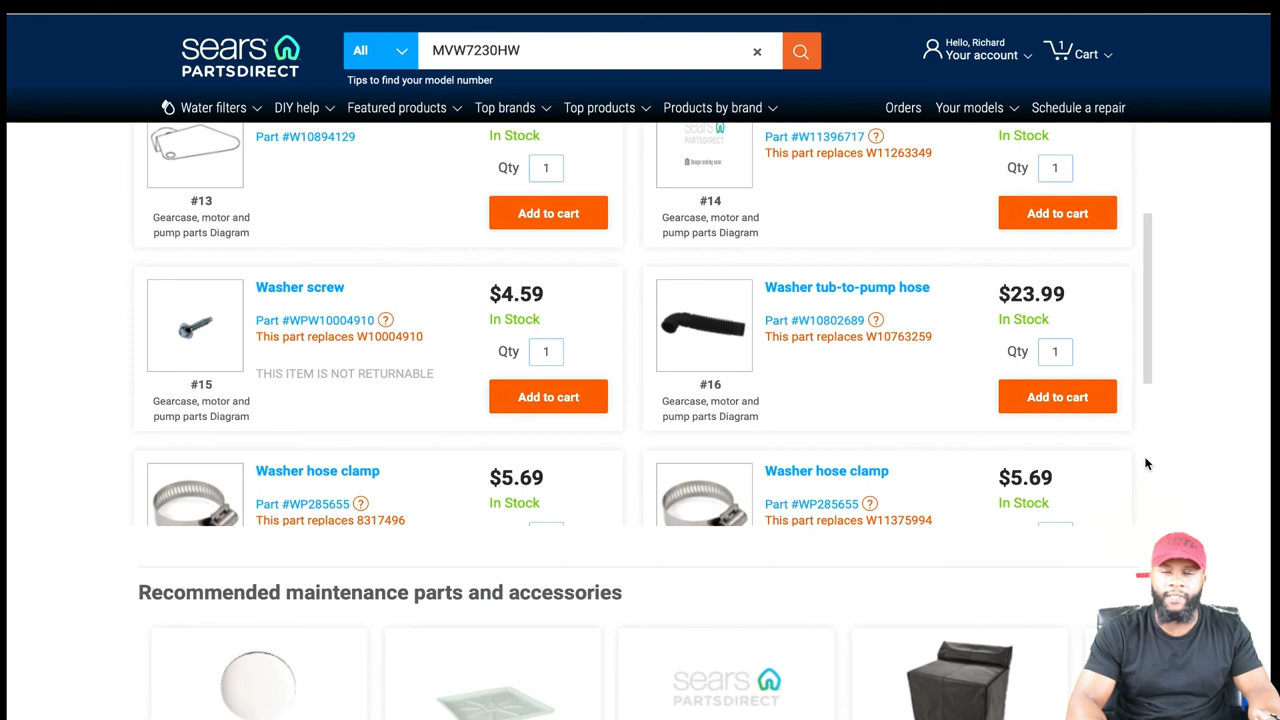 sears
PARTSDIRECT
All
MVW7230HW
Tips to find your model number
Hello, Richard
Your account
1
Cart
Water filters
DIY help
Featured products
Top brands
Top products
Products by brand
Orders
Your models
Schedule a repair
Part #W10894129
In Stock
Qty 1
Add to cart
#13
Gearcase, motor and
pump parts Diagram
sears
PARTSDIRECT
Image coming soon
Part #W11396717 ?
This part replaces W11263349
In Stock
Qty 1
Add to cart
#14
Gearcase, motor and
pump parts Diagram
Washer screw
Part #WPW10004910 ?
This part replaces W10004910
THIS ITEM IS NOT RETURNABLE
$4.59
In Stock
Qty 1
Add to cart
#15
Gearcase, motor and
pump parts Diagram
Washer tub-to-pump hose
Part #W10802689 ?
This part replaces W10763259
$23.99
In Stock
Qty 1
Add to cart
#16
Gearcase, motor and
pump parts Diagram
Washer hose clamp
Part #WP285655 ?
This part replaces 8317496
$5.69
In Stock
Washer hose clamp
Part #WP285655 ?
This part replaces W11375994
$5.69
In Stock
Recommended maintenance parts and accessories
sears
PARTSDIRECT